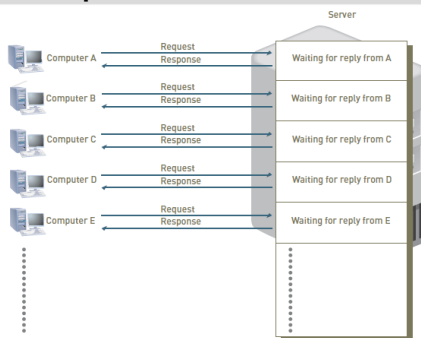 Server
Request
Computer A
Response
Waiting for reply from A
Request
Computer B
Response
Waiting for reply from B
Request
Computer C
Response
Waiting for reply from C
Request
Computer D
Response
Waiting for reply from D
Request
Computer E
Response
Waiting for reply from E